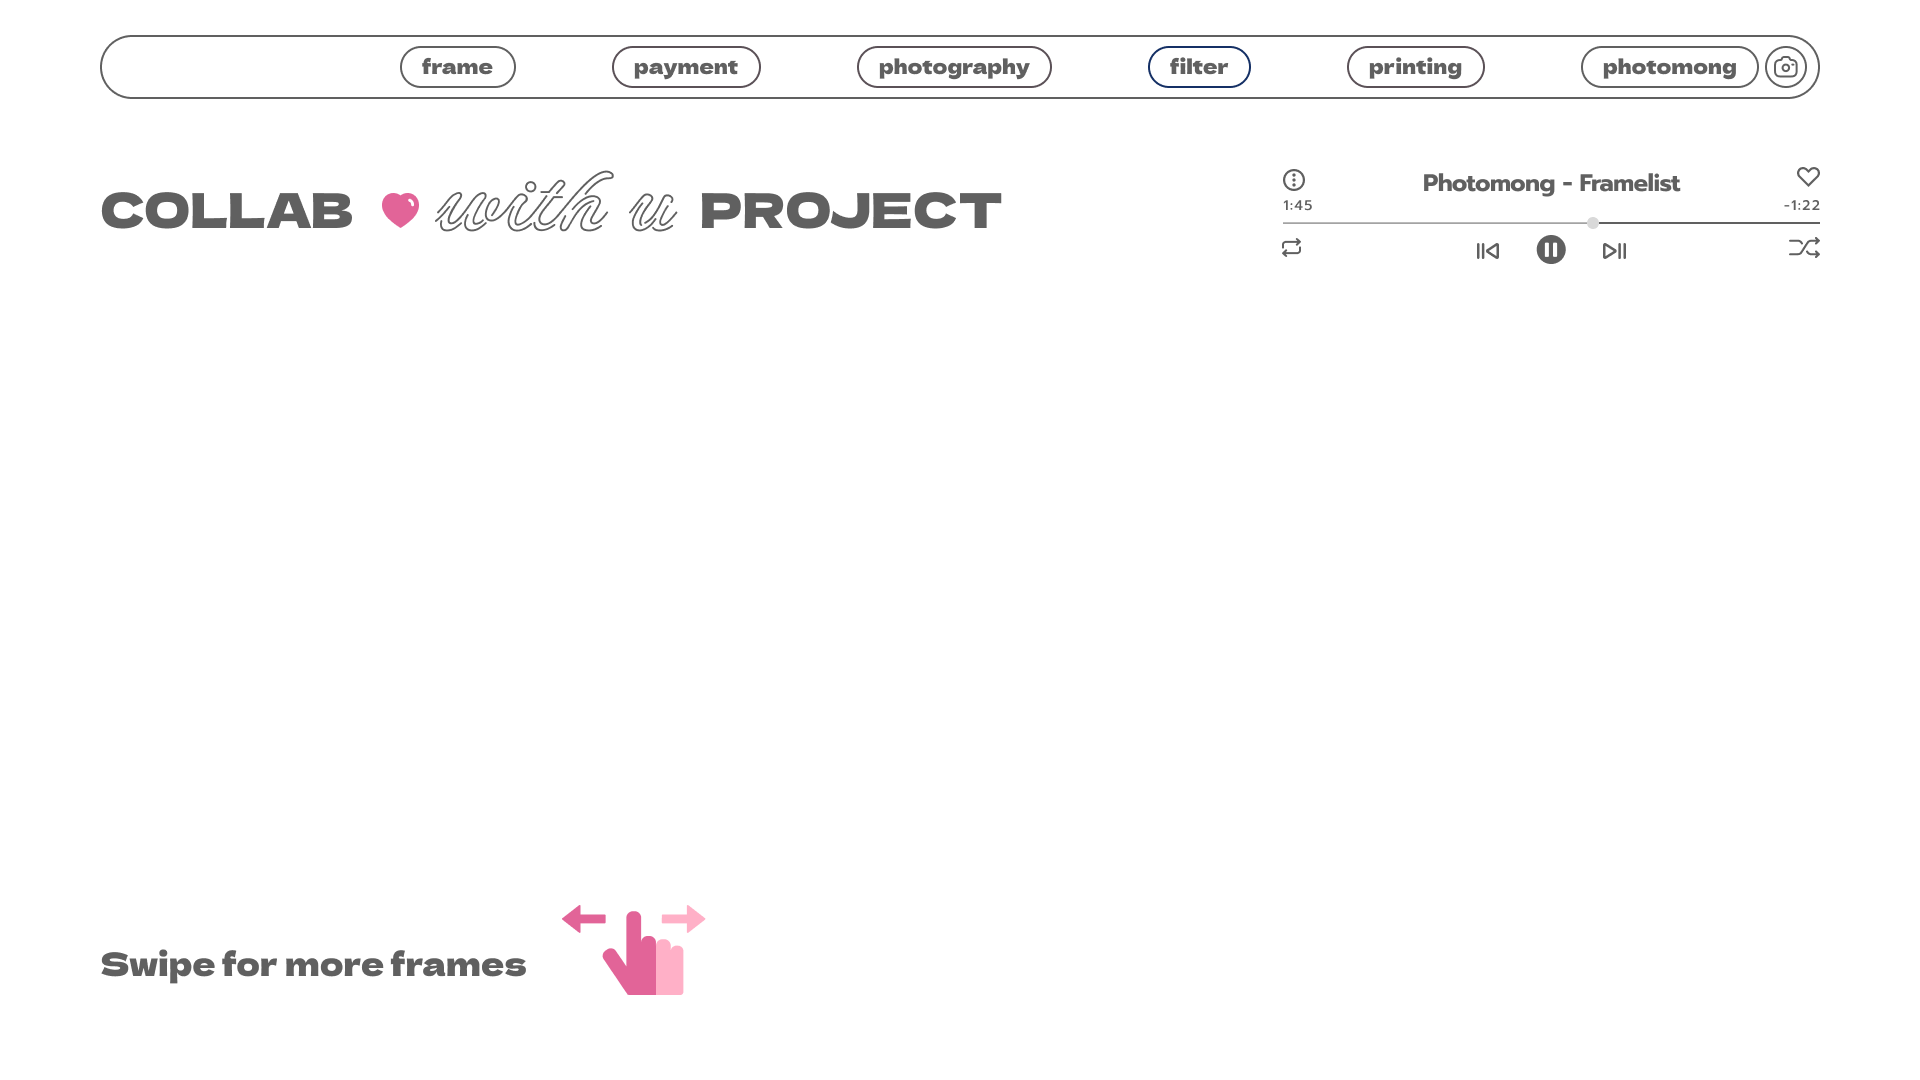 frame payment photography filter printing photomong
COLLAB with u PROJECT
Photomong - Framelist
1:45 -1:22
Swipe for more frames